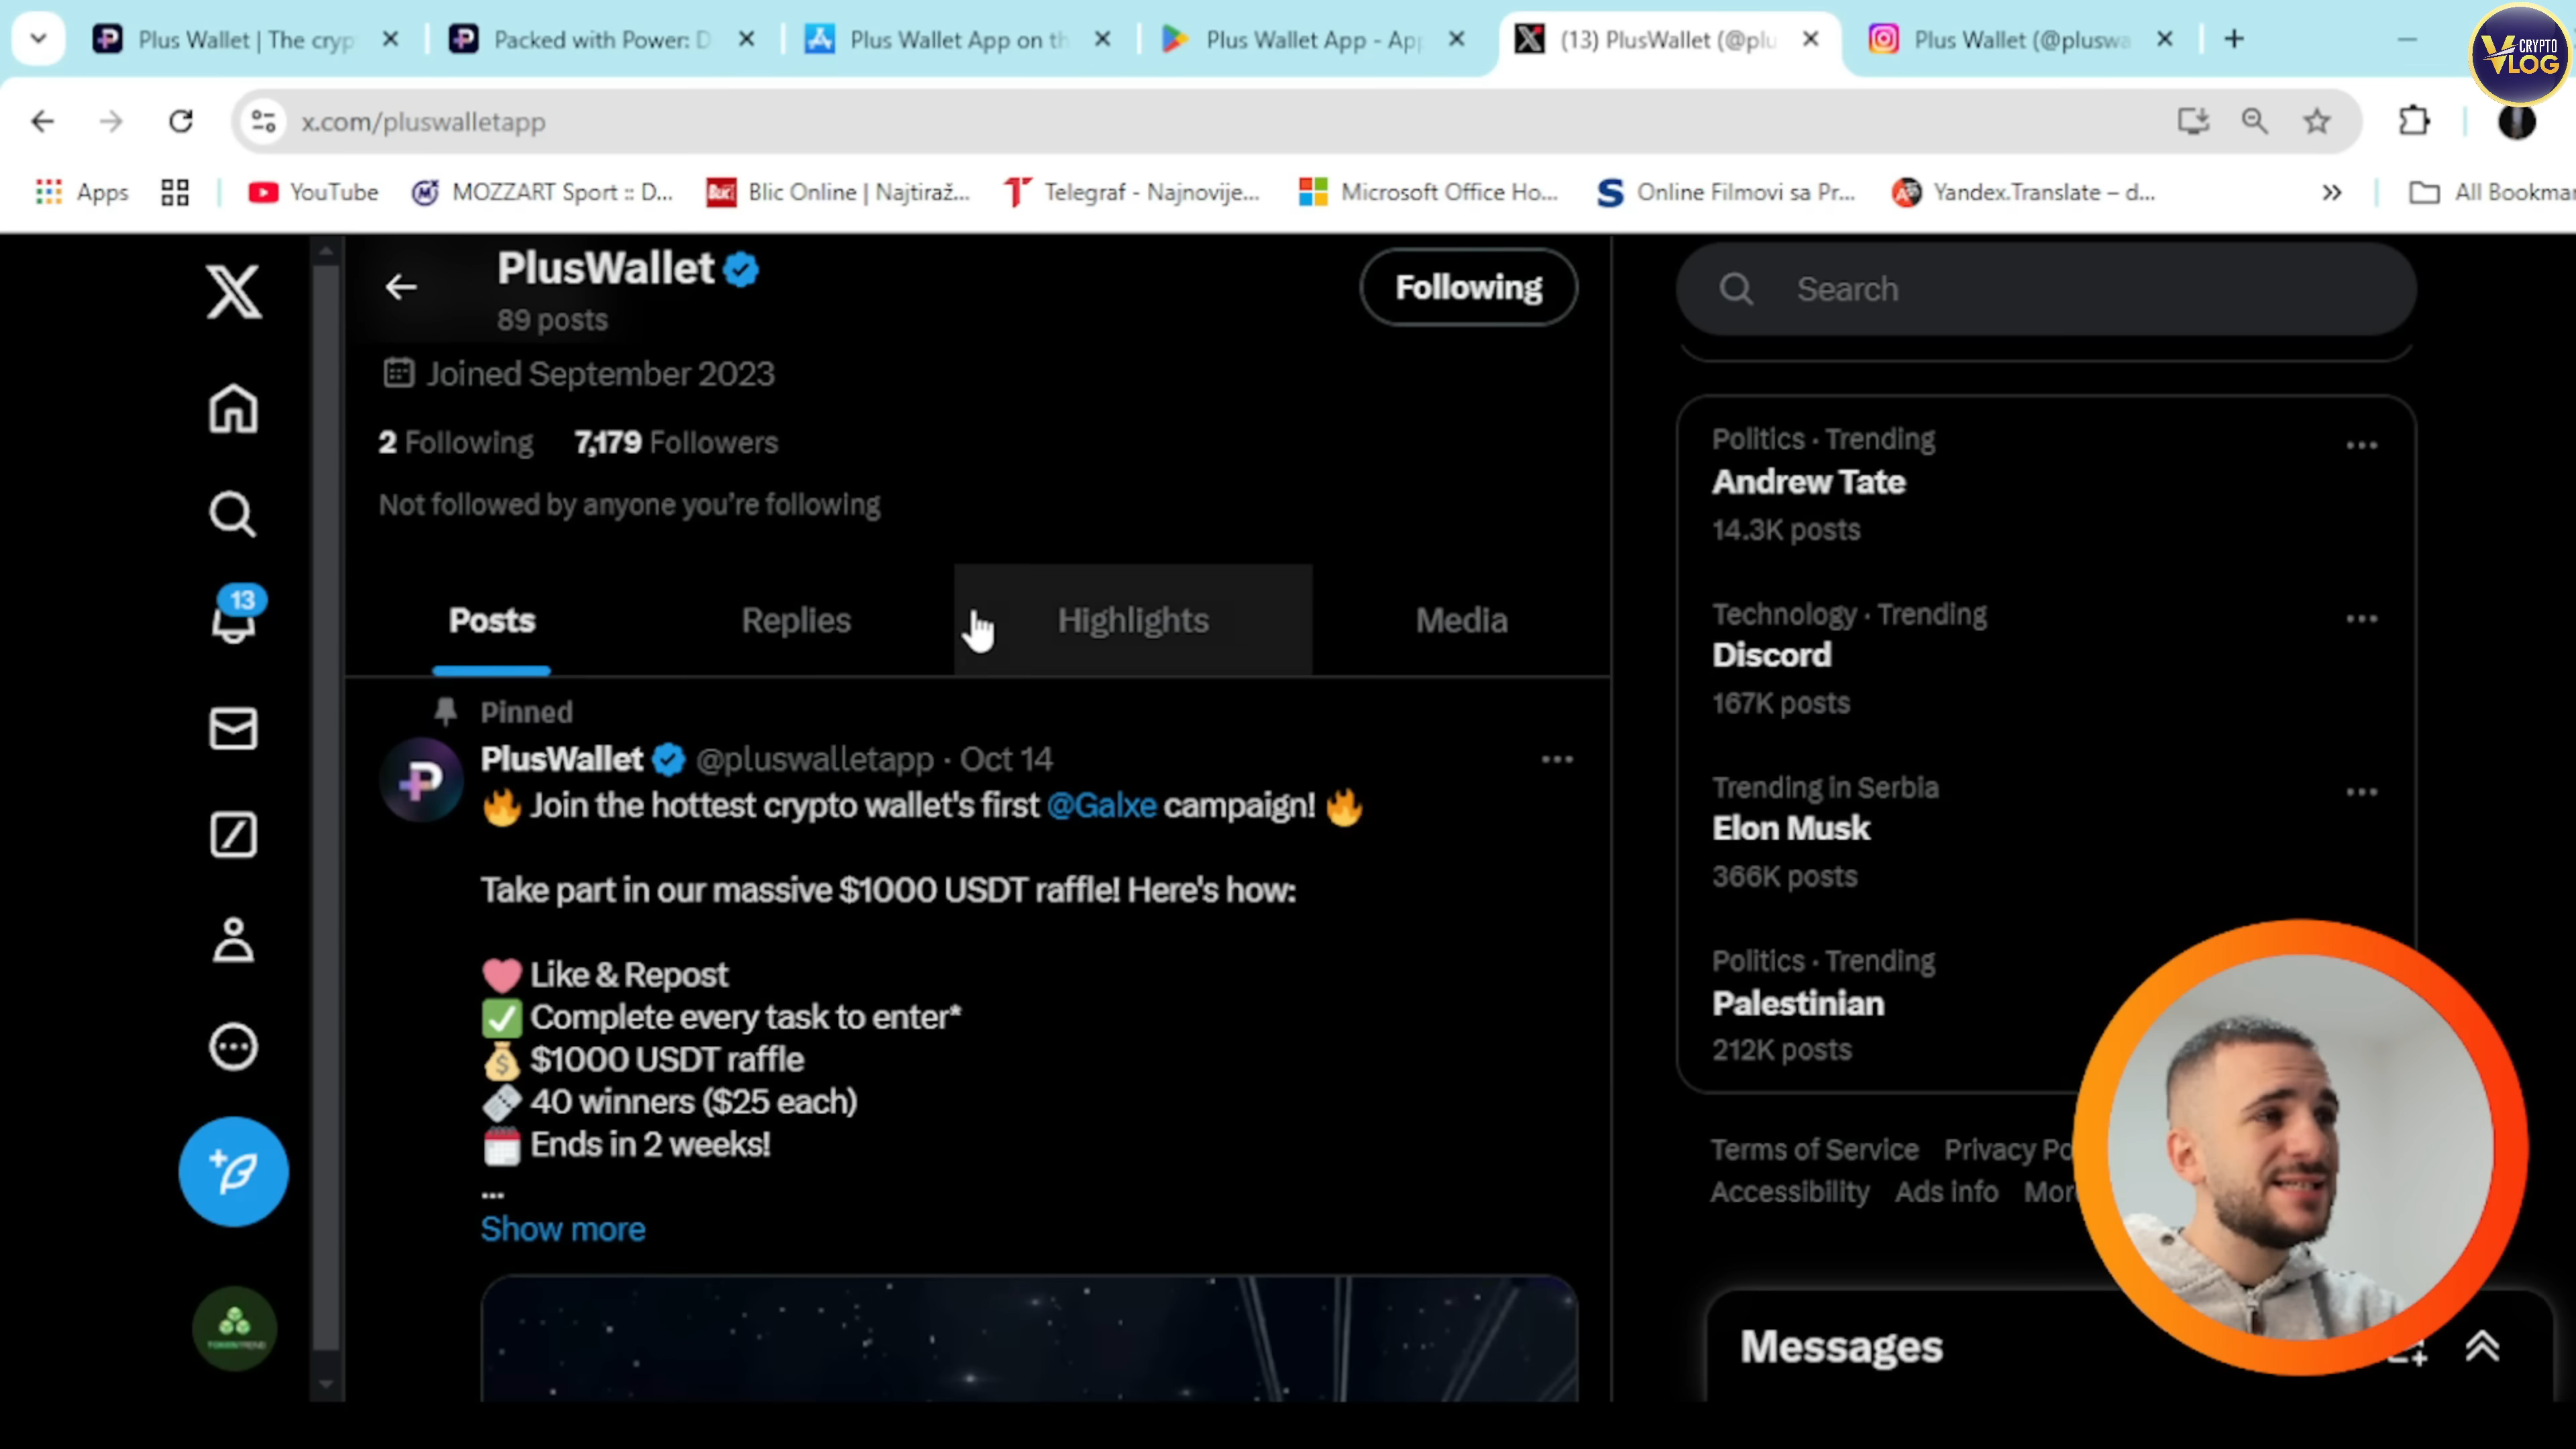 Plus Wallet | The cryp
Packed with Power: D
Plus Wallet App on th
Plus Wallet App - App
(13) PlusWallet (@plu
Plus Wallet (@pluswa
CRYPTO
VLOG
x.com/pluswalletapp
Apps
YouTube
MOZZART Sport :: D...
Blic Online | Najtiraž...
Telegraf - Najnovije...
Microsoft Office Ho...
Online Filmovi sa Pr...
Yandex.Translate – d...
All Bookmar
PlusWallet
89 posts
Following
Search
Joined September 2023
2 Following 7,179 Followers
Not followed by anyone you're following
13
Posts
Replies
Highlights
Media
Pinned
PlusWallet @pluswalletapp · Oct 14
Join the hottest crypto wallet's first @Galxe campaign!
Take part in our massive $1000 USDT raffle! Here's how:
Like & Repost
Complete every task to enter*
$1000 USDT raffle
40 winners ($25 each)
Ends in 2 weeks!
...
Show more
Politics · Trending
Andrew Tate
14.3K posts
Technology · Trending
Discord
167K posts
Trending in Serbia
Elon Musk
366K posts
Politics · Trending
Palestinian
212K posts
Terms of Service Privacy Po
Accessibility Ads info Mor
Messages